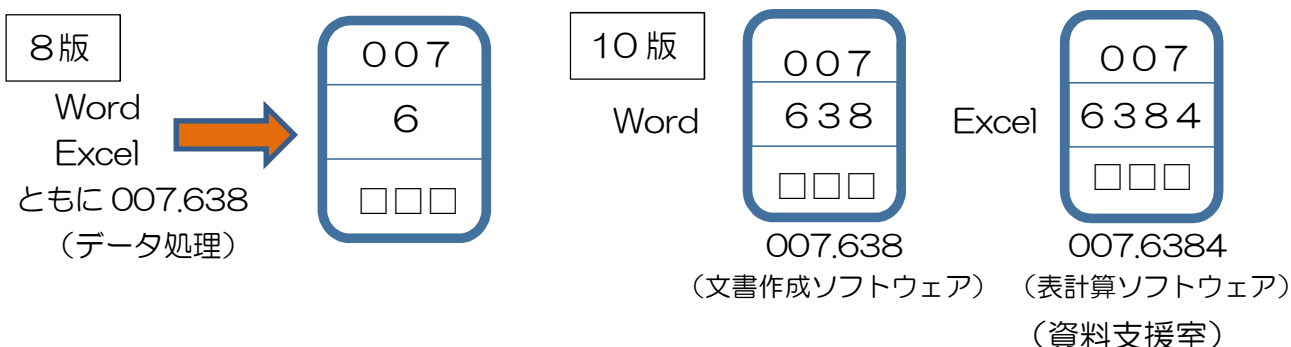 8版
Word
Excel
ともに 007.638
(データ処理)
007
6
□□□
10 版
Word
007
638
□□□
007.638
(文書作成ソフトウェア)
Excel
007
6384
□□□
007.6384
(表計算ソフトウェア)
(資料支援室)